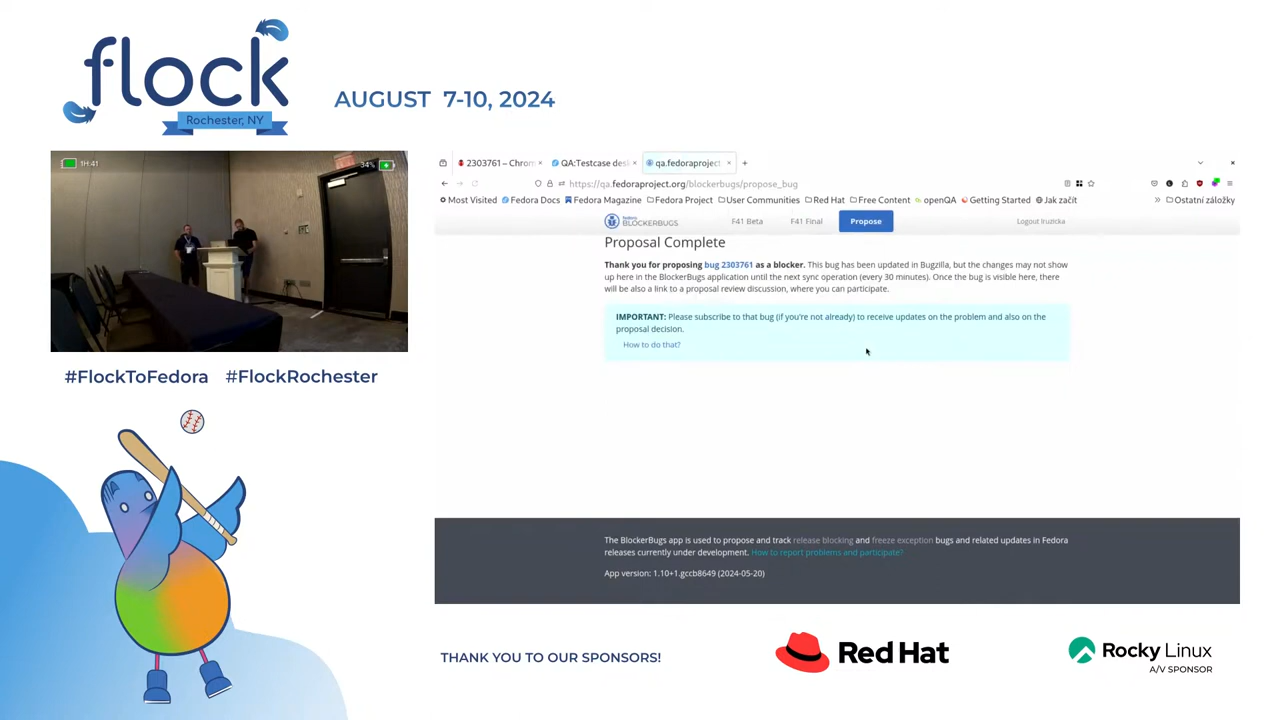 flock
Rochester, NY
AUGUST 7-10, 2024
1H:41
34%
#FlockToFedora #FlockRochester
2303761 – Chrom
QA:Testcase desk
qa.fedoraproject
https://qa.fedoraproject.org/blockerbugs/propose_bug
Most Visited Fedora Docs Fedora Magazine Fedora Project User Communities Red Hat Free Content openQA Getting Started Jak začít Ostatní záložky
fedora
BLOCKERBUGS
F41 Beta F41 Final Propose Logout lruzicka
Proposal Complete
Thank you for proposing bug 2303761 as a blocker. This bug has been updated in Bugzilla, but the changes may not show
up here in the BlockerBugs application until the next sync operation (every 30 minutes). Once the bug is visible here, there
will be also a link to a proposal review discussion, where you can participate.
IMPORTANT: Please subscribe to that bug (if you're not already) to receive updates on the problem and also on the
proposal decision.
How to do that?
The BlockerBugs app is used to propose and track release blocking and freeze exception bugs and related updates in Fedora
releases currently under development. How to report problems and participate?
App version: 1.10+1.gccb8649 (2024-05-20)
THANK YOU TO OUR SPONSORS!
Red Hat
Rocky Linux
A/V SPONSOR